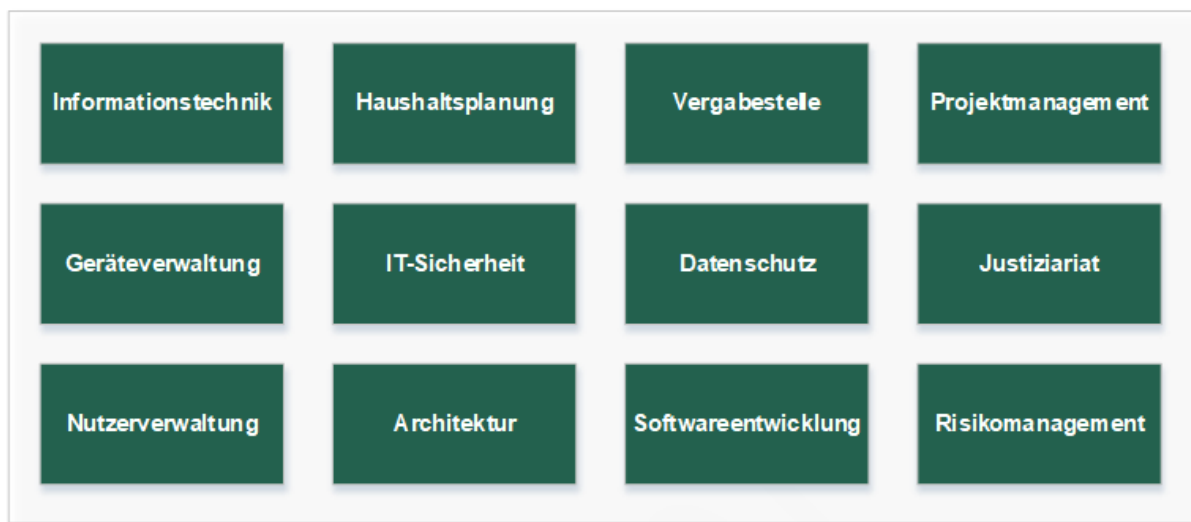 Informationstechnik
Haushaltsplanung
Vergabestelle
Projektmanagement
Geräteverwaltung
IT-Sicherheit
Datenschutz
Justiziariat
Nutzerverwaltung
Architektur
Softwareentwicklung
Risikomanagement